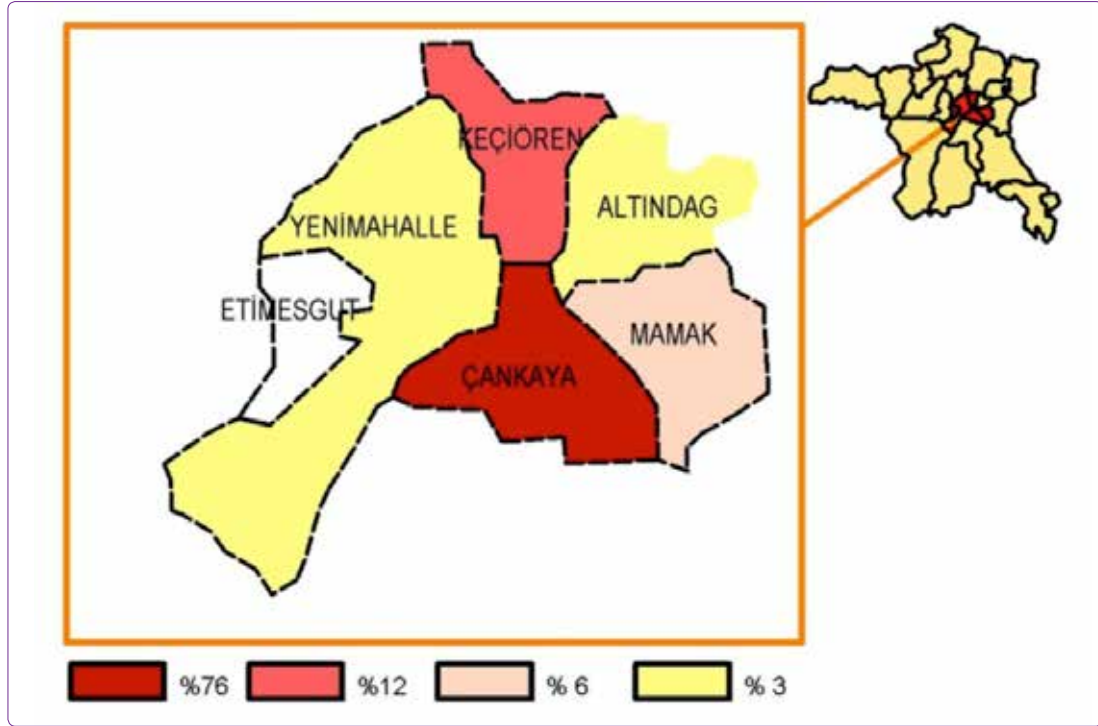 KEÇİÖREN
ALTINDAG
YENİMAHALLE
ETİMESGUT
MAMAK
ÇANKAYA
%76 %12 % 6 % 3